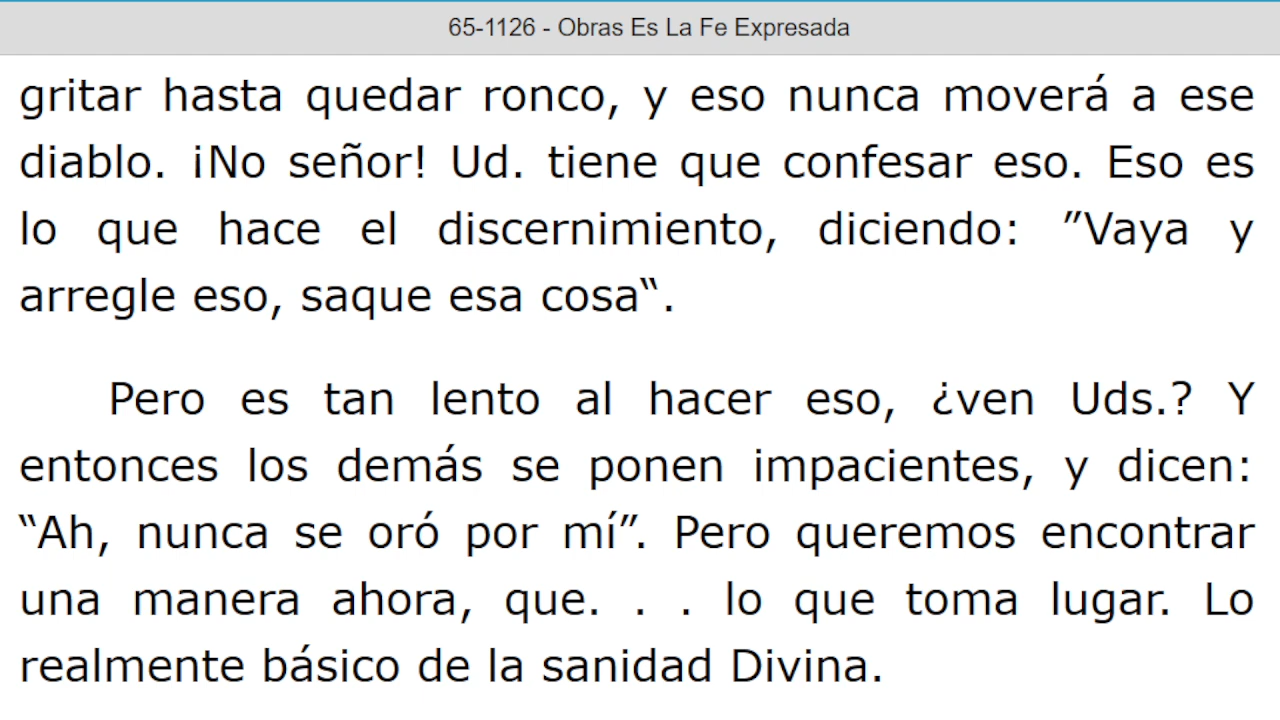 65-1126 - Obras Es La Fe Expresada
gritar hasta quedar ronco, y eso nunca moverá a ese
diablo. ¡No señor! Ud. tiene que confesar eso. Eso es
lo que hace el discernimiento, diciendo: ”Vaya y
arregle eso, saque esa cosa“.
Pero es tan lento al hacer eso, ¿ven Uds.? Y
entonces los demás se ponen impacientes, y dicen:
“Ah, nunca se oró por mí”. Pero queremos encontrar
una manera ahora, que. . . lo que toma lugar. Lo
realmente básico de la sanidad Divina.